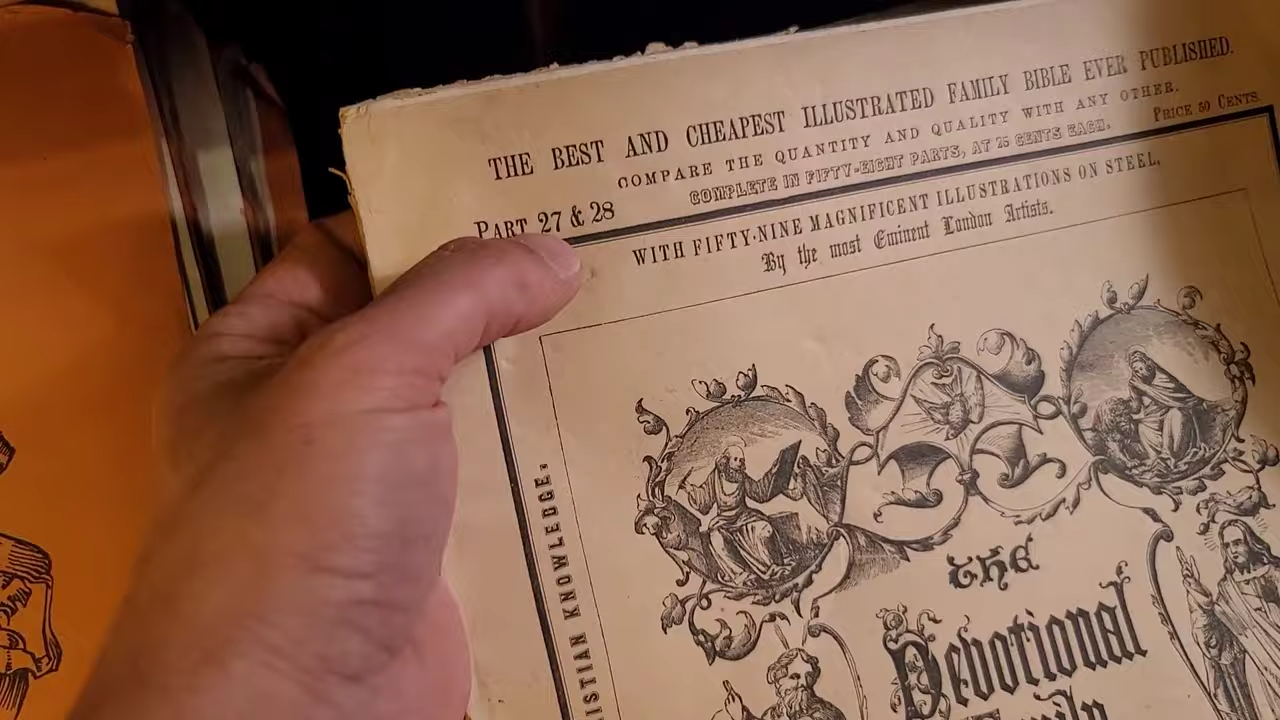 THE BEST AND CHEAPEST ILLUSTRATED FAMILY BIBLE EVER PUBLISHED.
COMPARE THE QUANTITY AND QUALITY WITH ANY OTHER.
COMPLETE IN FIFTY-EIGHT PARTS, AT 25 CENTS EACH.
PART 27 & 28
PRICE 50 CENTS.
WITH FIFTY-NINE MAGNIFICENT ILLUSTRATIONS ON STEEL,
By the most Eminent London Artists.
ISTIAN KNOWLEDGE.
the
Devotional
Family